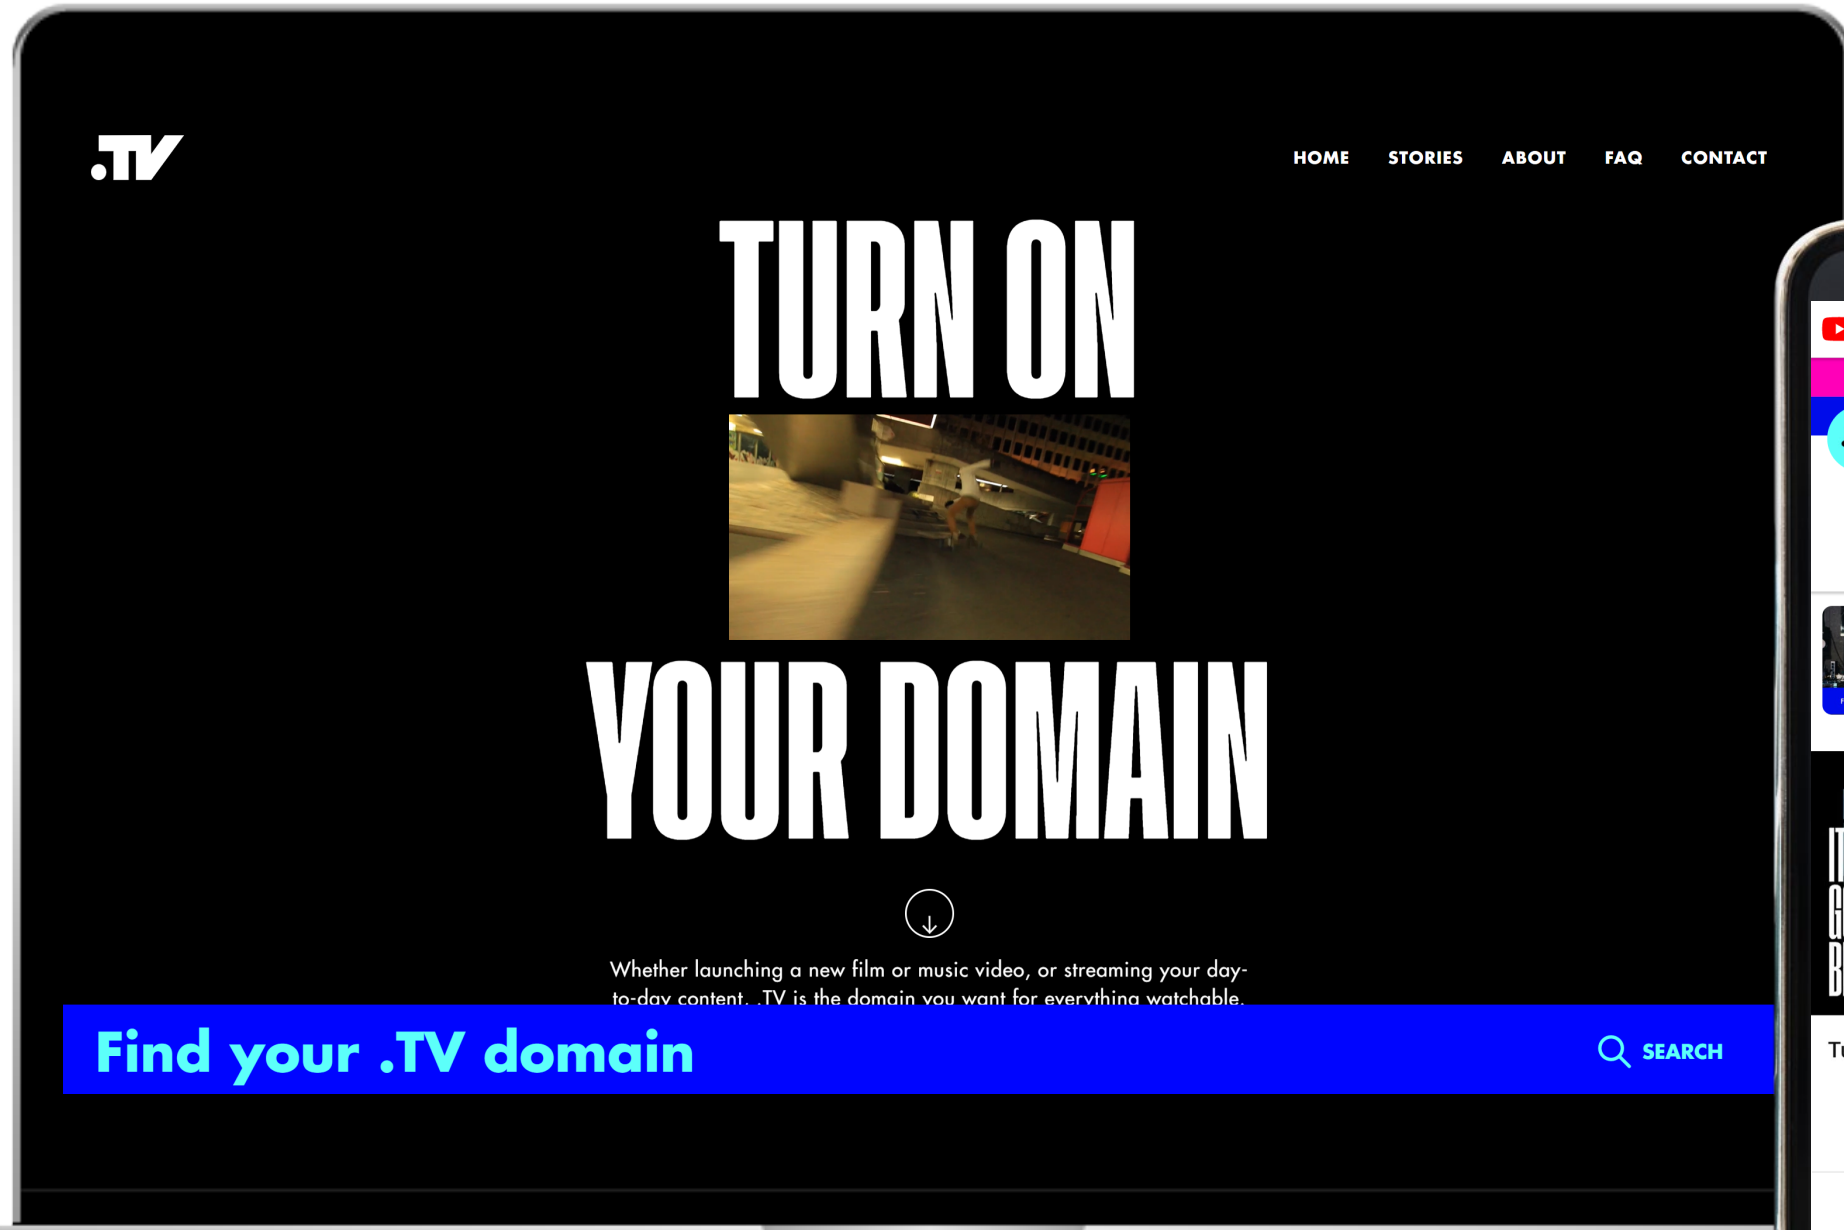 .TV
HOME STORIES ABOUT FAQ CONTACT
TURN ON
YOUR DOMAIN
Whether launching a new film or music video, or streaming your day-
to-day content, .TV is the domain you want for everything watchable.
Find your .TV domain
SEARCH